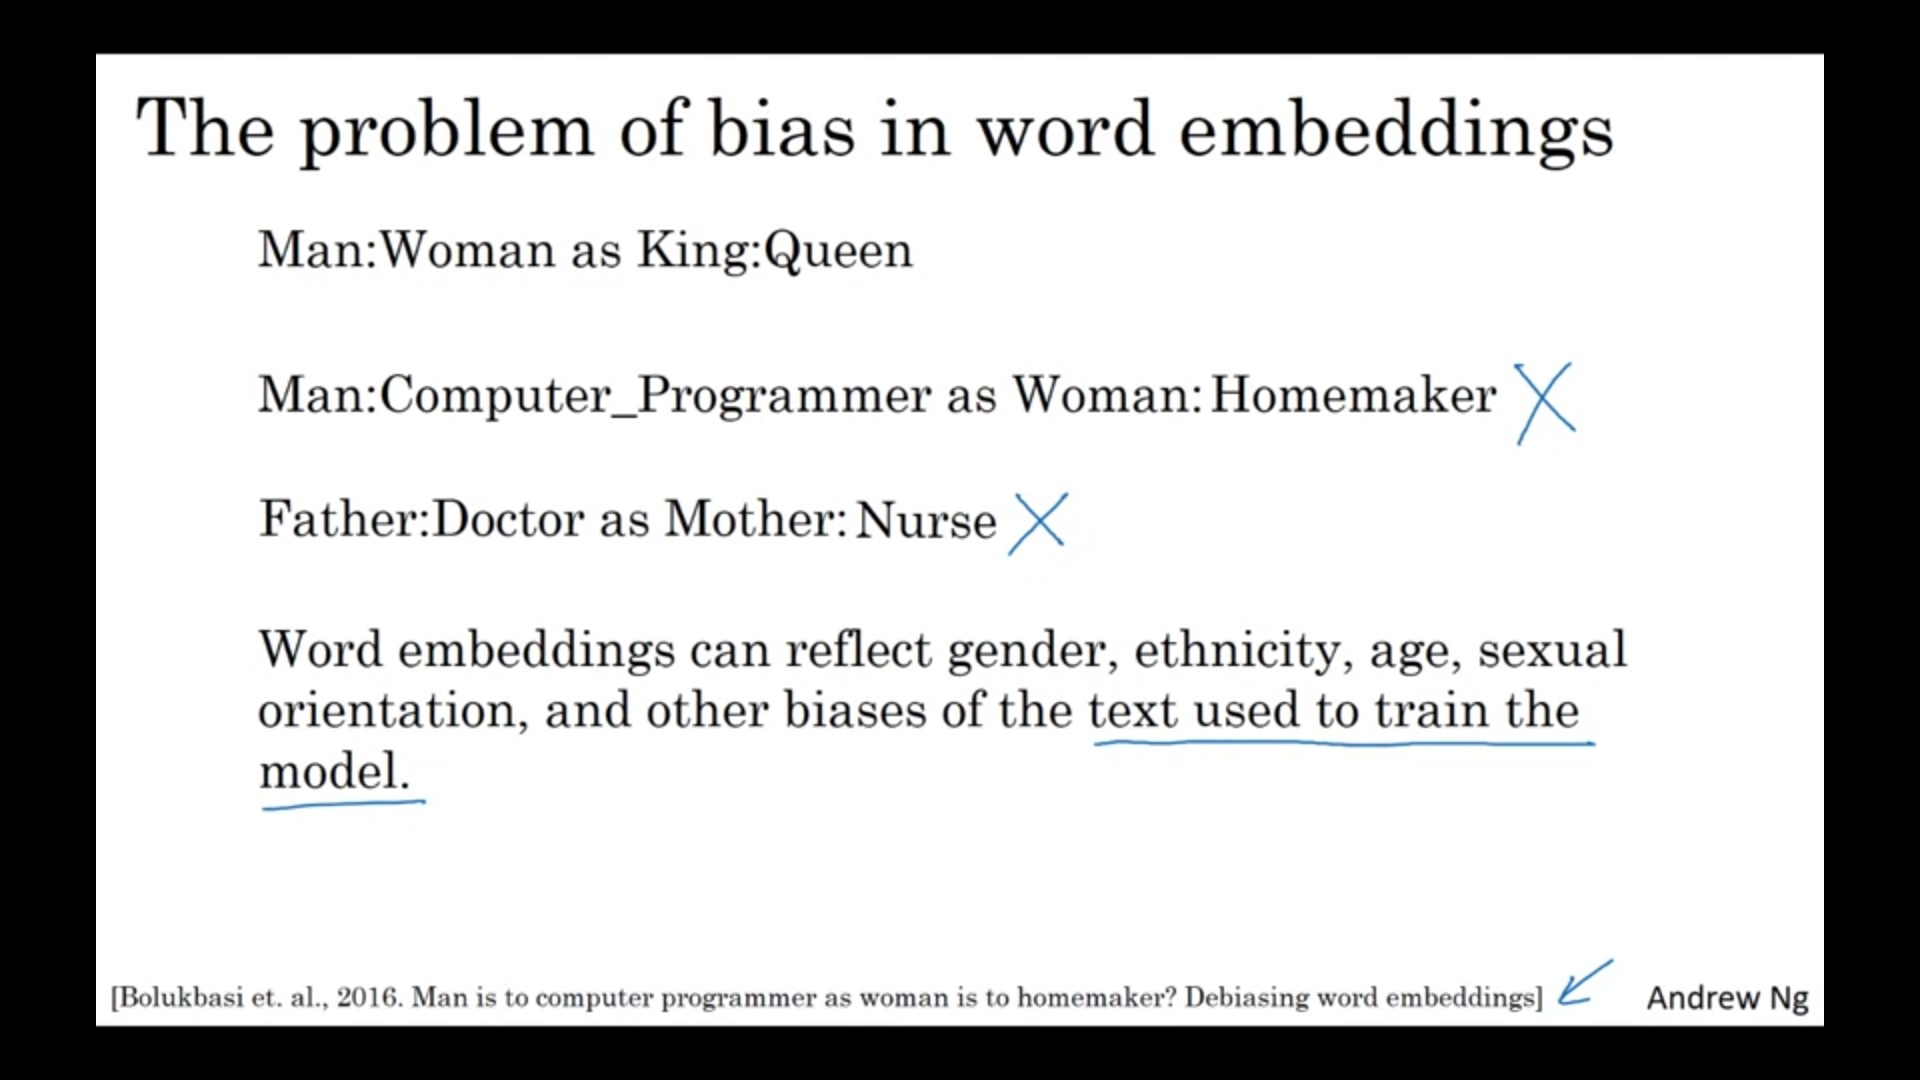 The problem of bias in word embeddings
Man:Woman as King:Queen
Man:Computer_Programmer as Woman:Homemaker
Father:Doctor as Mother:Nurse
Word embeddings can reflect gender, ethnicity, age, sexual
orientation, and other biases of the text used to train the
model.
[Bolukbasi et. al., 2016. Man is to computer programmer as woman is to homemaker? Debiasing word embeddings]
Andrew Ng